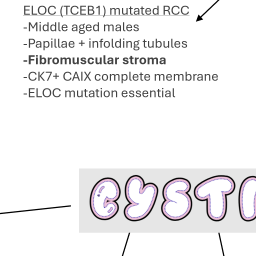 ELOC (TCEB1) mutated RCC
-Middle aged males
-Papillae + infolding tubules
-Fibromuscular stroma
-CK7+ CAIX complete membrane
-ELOC mutation essential
CYSTI